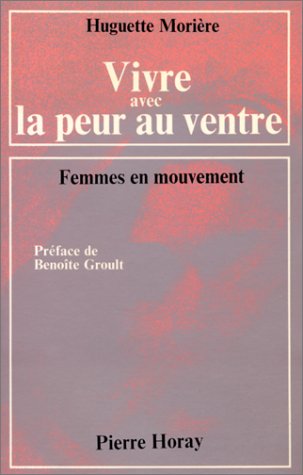 Huguette Morière
Vivre
avec
la peur au ventre
Femmes en mouvement
Préface de
Benoîte Groult
Pierre Horay